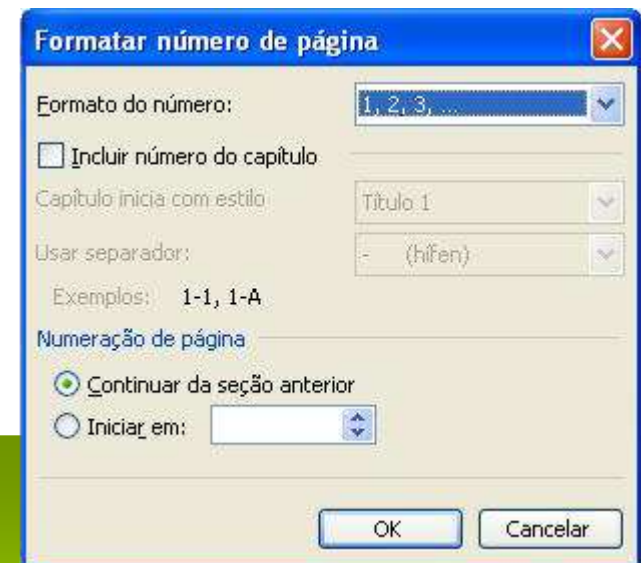 Formatar número de página
Formato do número: 1, 2, 3, ...
Incluir número do capítulo
Capítulo inicia com estilo Título 1
Usar separador: - (hífen)
Exemplos: 1-1, 1-A
Numeração de página
Continuar da seção anterior
Iniciar em:
OK Cancelar